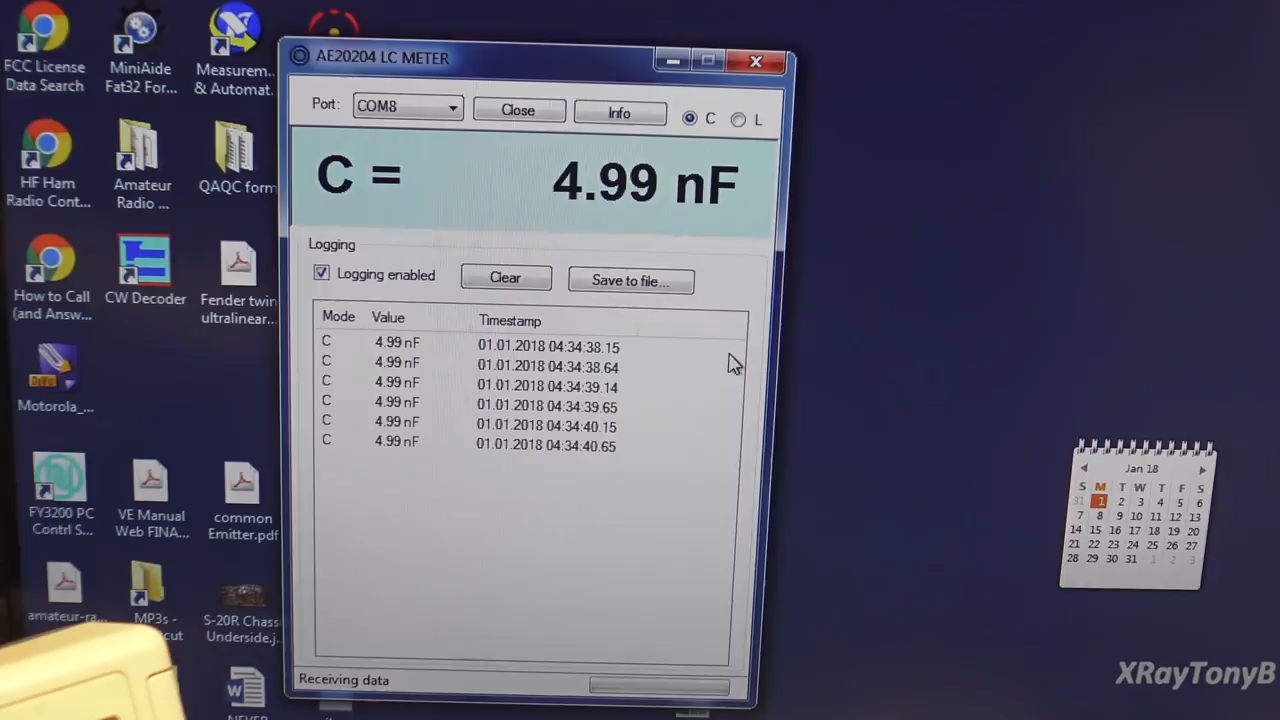 FCC License
Data Search
MiniAide
Fat32 For...
Measurem...
& Automat...
HF Ham
Radio Cont...
Amateur
Radio ...
QAQC form
How to Call
(and Answ...
CW Decoder
Fender twin
ultralinear...
Motorola_...
FY3200 PC
Contrl S...
VE Manual
Web FINA...
common
Emitter.pdf
amateur-ra...
MP3s -
S-20R Chass
Underside.j...
AE20204 LC METER
Port:
COM8
Close
Info
C
L
C = 4.99 nF
Logging
Logging enabled
Clear
Save to file...
Mode Value Timestamp
C 4.99 nF 01.01.2018 04:34:38.15
C 4.99 nF 01.01.2018 04:34:38.64
C 4.99 nF 01.01.2018 04:34:39.14
C 4.99 nF 01.01.2018 04:34:39.65
C 4.99 nF 01.01.2018 04:34:40.15
C 4.99 nF 01.01.2018 04:34:40.65
Receiving data
Jan 18
S M T W T F S
31 1 2 3 4 5 6
7 8 9 10 11 12 13
14 15 16 17 18 19 20
21 22 23 24 25 26 27
28 29 30 31 1 2 3
XRayTonyB